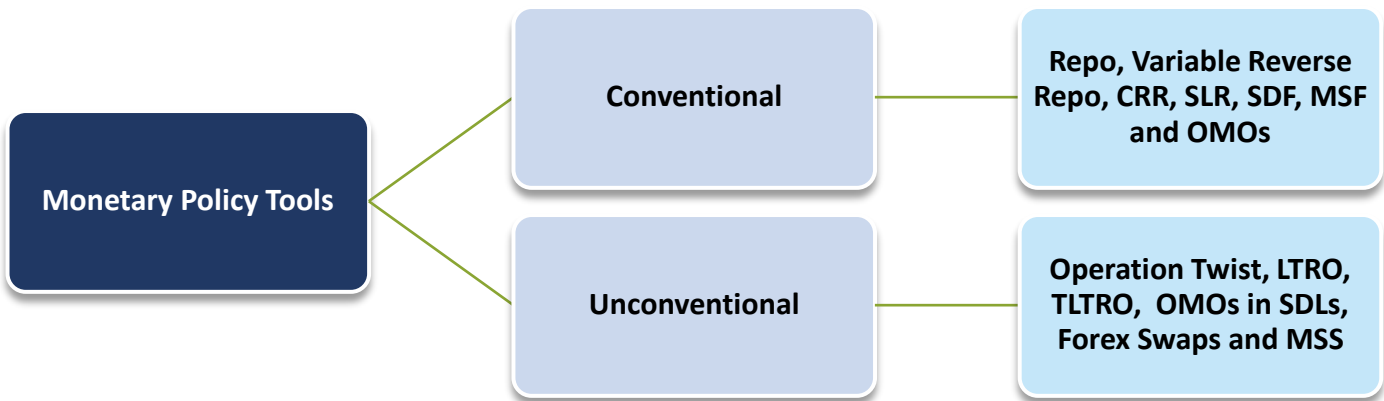 Monetary Policy Tools
Conventional
Repo, Variable Reverse
Repo, CRR, SLR, SDF, MSF
and OMOs
Unconventional
Operation Twist, LTRO,
TLTRO, OMOs in SDLs,
Forex Swaps and MSS